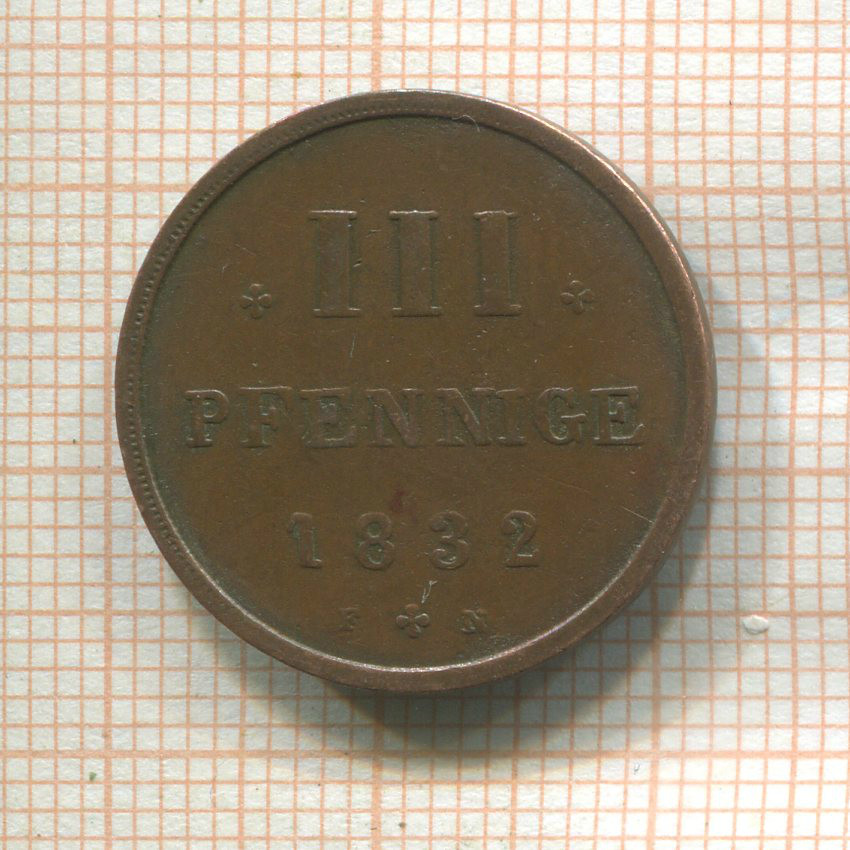 III
PFENNIGE
1832
F N